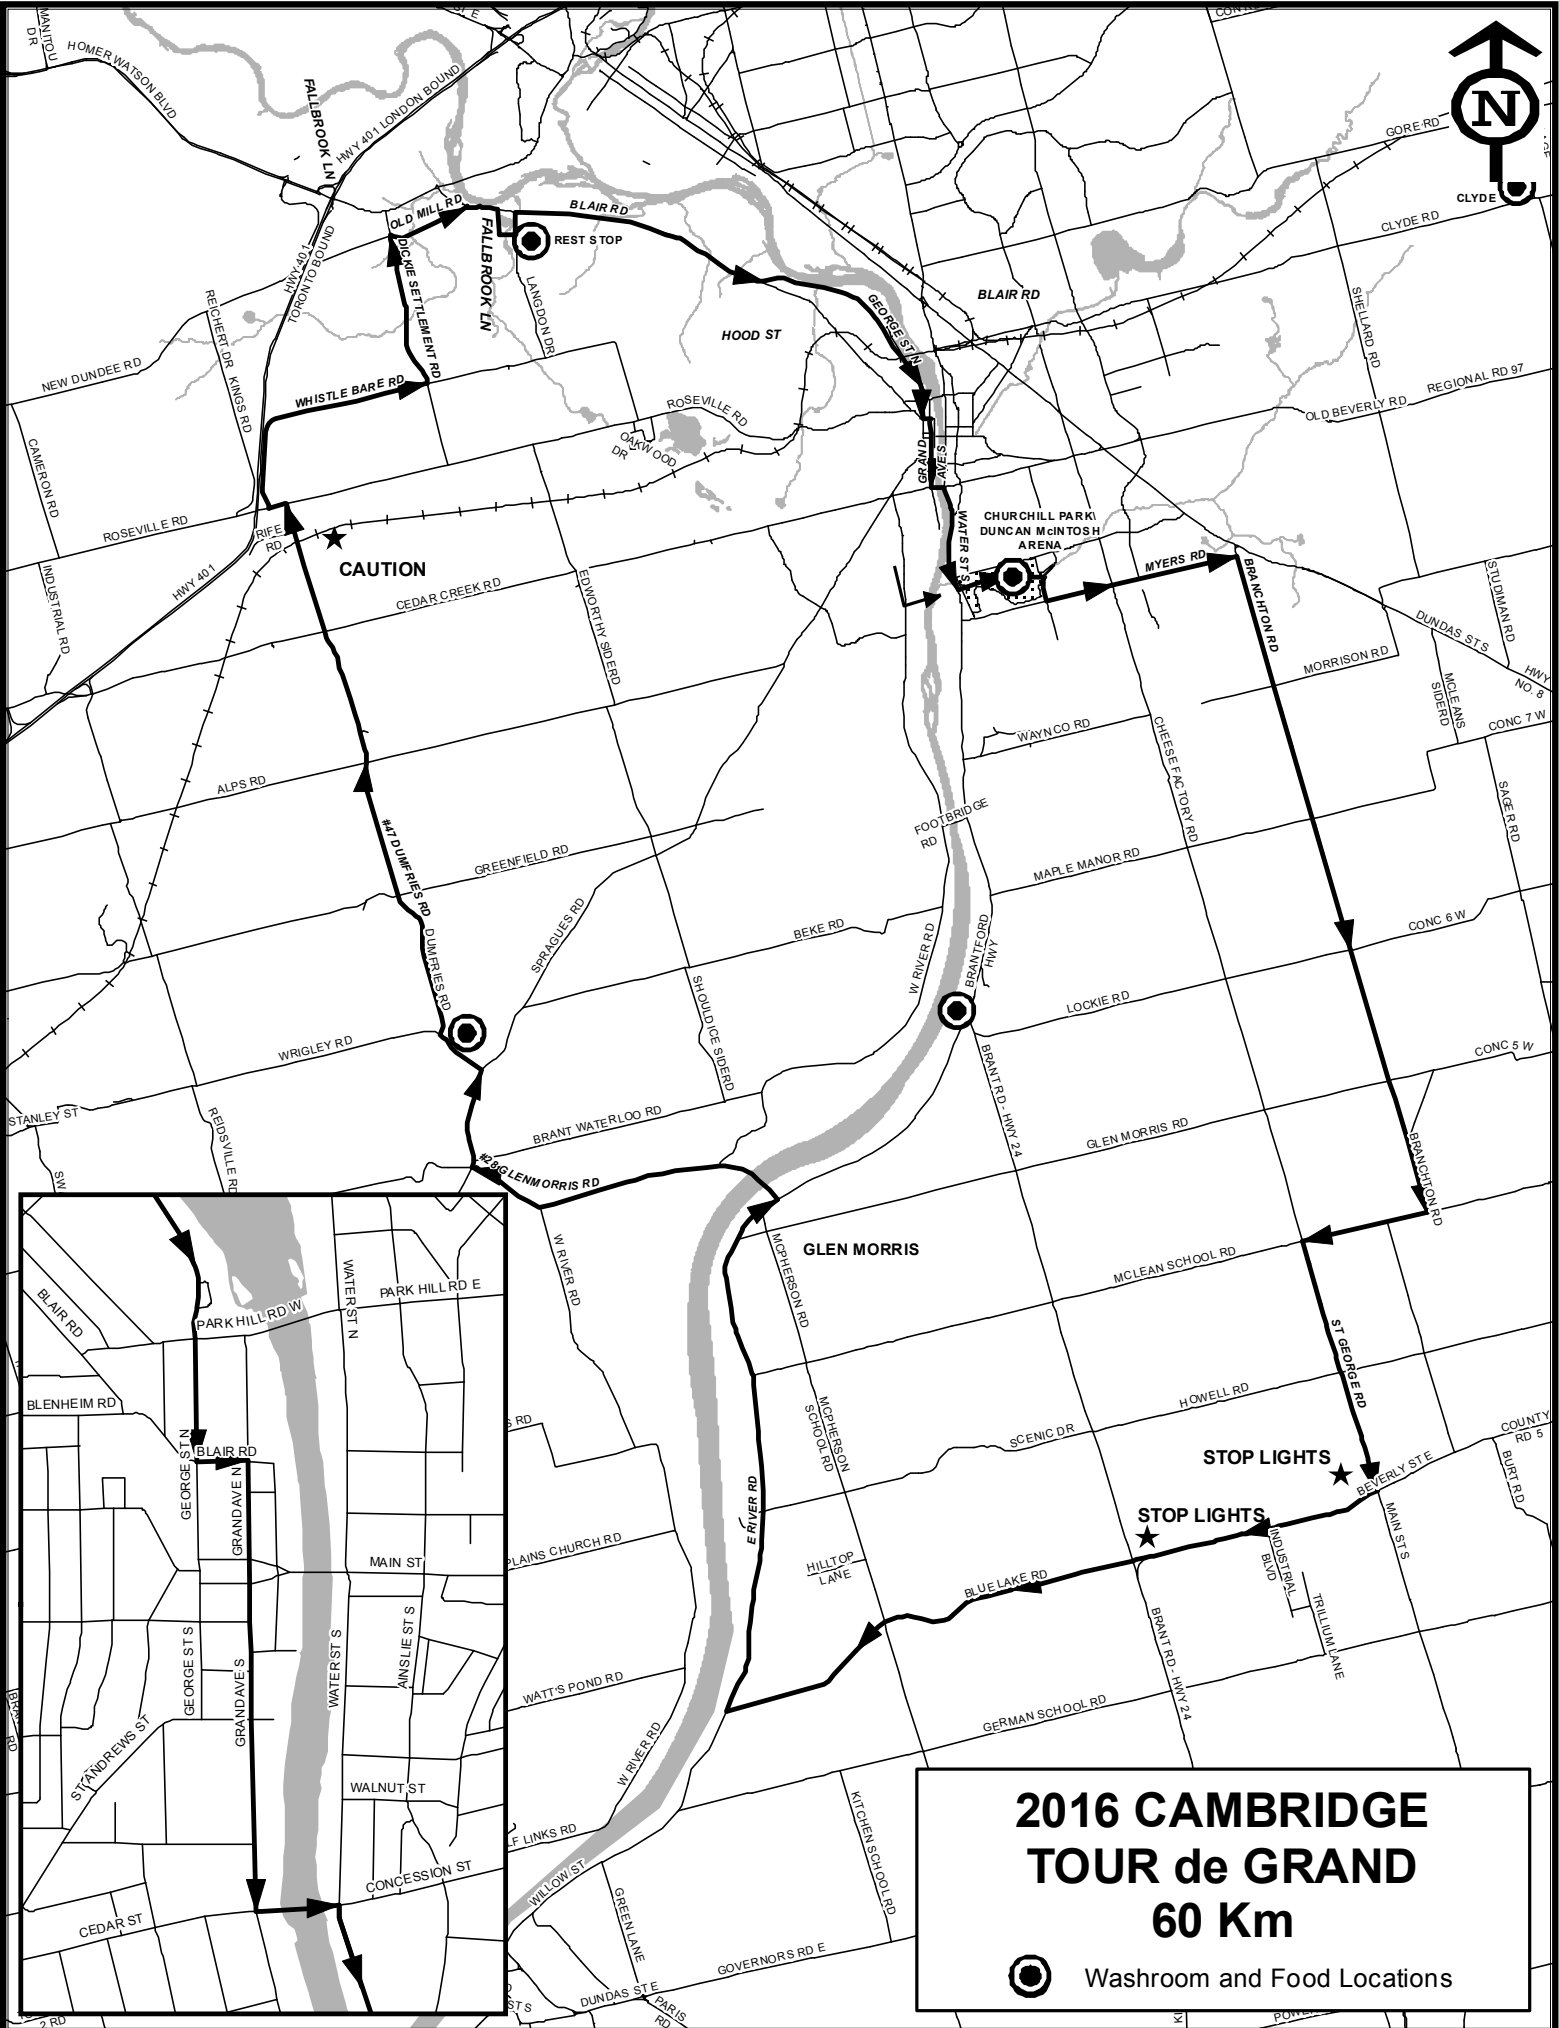 MANITOU
DR
HOMER WATSON BLVD
FALLBROOK LN
HWY 401 LONDON BOUND
N
GORE RD
CLYDE
CLYDE RD
OLD MILL RD
BLAIR RD
REST STOP
FALLBROOK LN
DICKIE SETTLEMENT RD
LANGDON DR
HWY 401
TORONTO BOUND
REICHERT DR
KINGS RD
NEW DUNDEE RD
WHISTLE BARE RD
GEORGE ST N
BLAIR RD
HOOD ST
SHELLARD RD
REGIONAL RD 97
OLD BEVERLY RD
ROSEVILLE RD
OAKWOOD
DR
CAMERON RD
GRAND
AVE S
ROSEVILLE RD
RIFE
RD
CAUTION
HWY 401
INDUSTRIAL RD
CEDAR CREEK RD
EDWORTHY SIDERD
WATER ST S
CHURCHILL PARK
DUNCAN McINTOSH
ARENA
MYERS RD
BRANCHTON RD
STUDIMAN RD
DUNDAS ST S
HWY
NO. 8
MORRISON RD
MCLEANS
SIDERD
CONC 7 W
WAYNCO RD
CHEESE FACTORY RD
ALPS RD
SAGER RD
FOOTBRIDGE
RD
#47 DUMFRIES RD
GREENFIELD RD
MAPLE MANOR RD
DUMFRIES RD
SPRAGUES RD
BEKE RD
W RIVER RD
BRANTFORD
HWY
CONC 6 W
SHOULDICE SIDERD
LOCKIE RD
WRIGLEY RD
CONC 5 W
BRANT RD - HWY 24
STANLEY ST
REIDSVILLE RD
BRANT WATERLOO RD
GLEN MORRIS RD
BRANCHTON RD
#28 GLENMORRIS RD
W RIVER RD
MCPHERSON RD
GLEN MORRIS
MCLEAN SCHOOL RD
ST GEORGE RD
BLAIR RD
PARK HILL RD W
WATER ST N
PARK HILL RD E
BLENHEIM RD
GEORGE ST N
BLAIR RD
GRAND AVE N
MAIN ST
GEORGE ST S
GRAND AVE S
WATER ST S
AINSLIE ST S
ST ANDREWS ST
WALNUT ST
CONCESSION ST
CEDAR ST
S RD
MCPHERSON
SCHOOL RD
SCENIC DR
HOWELL RD
STOP LIGHTS
COUNTY
RD 5
BURT RD
BEVERLY ST E
E RIVER RD
STOP LIGHTS
MAIN ST S
PLAINS CHURCH RD
HILLTOP
LANE
BLUE LAKE RD
INDUSTRIAL
BLVD
TRILLIUM LANE
BRANT RD - HWY 24
WATT'S POND RD
GERMAN SCHOOL RD
W RIVER RD
KITCHEN SCHOOL RD
LF LINKS RD
WILLOW ST
GREEN LANE
GOVERNORS RD E
DUNDAS ST E
PARIS
RD
ST S
2 RD
2016 CAMBRIDGE
TOUR de GRAND
60 Km
Washroom and Food Locations